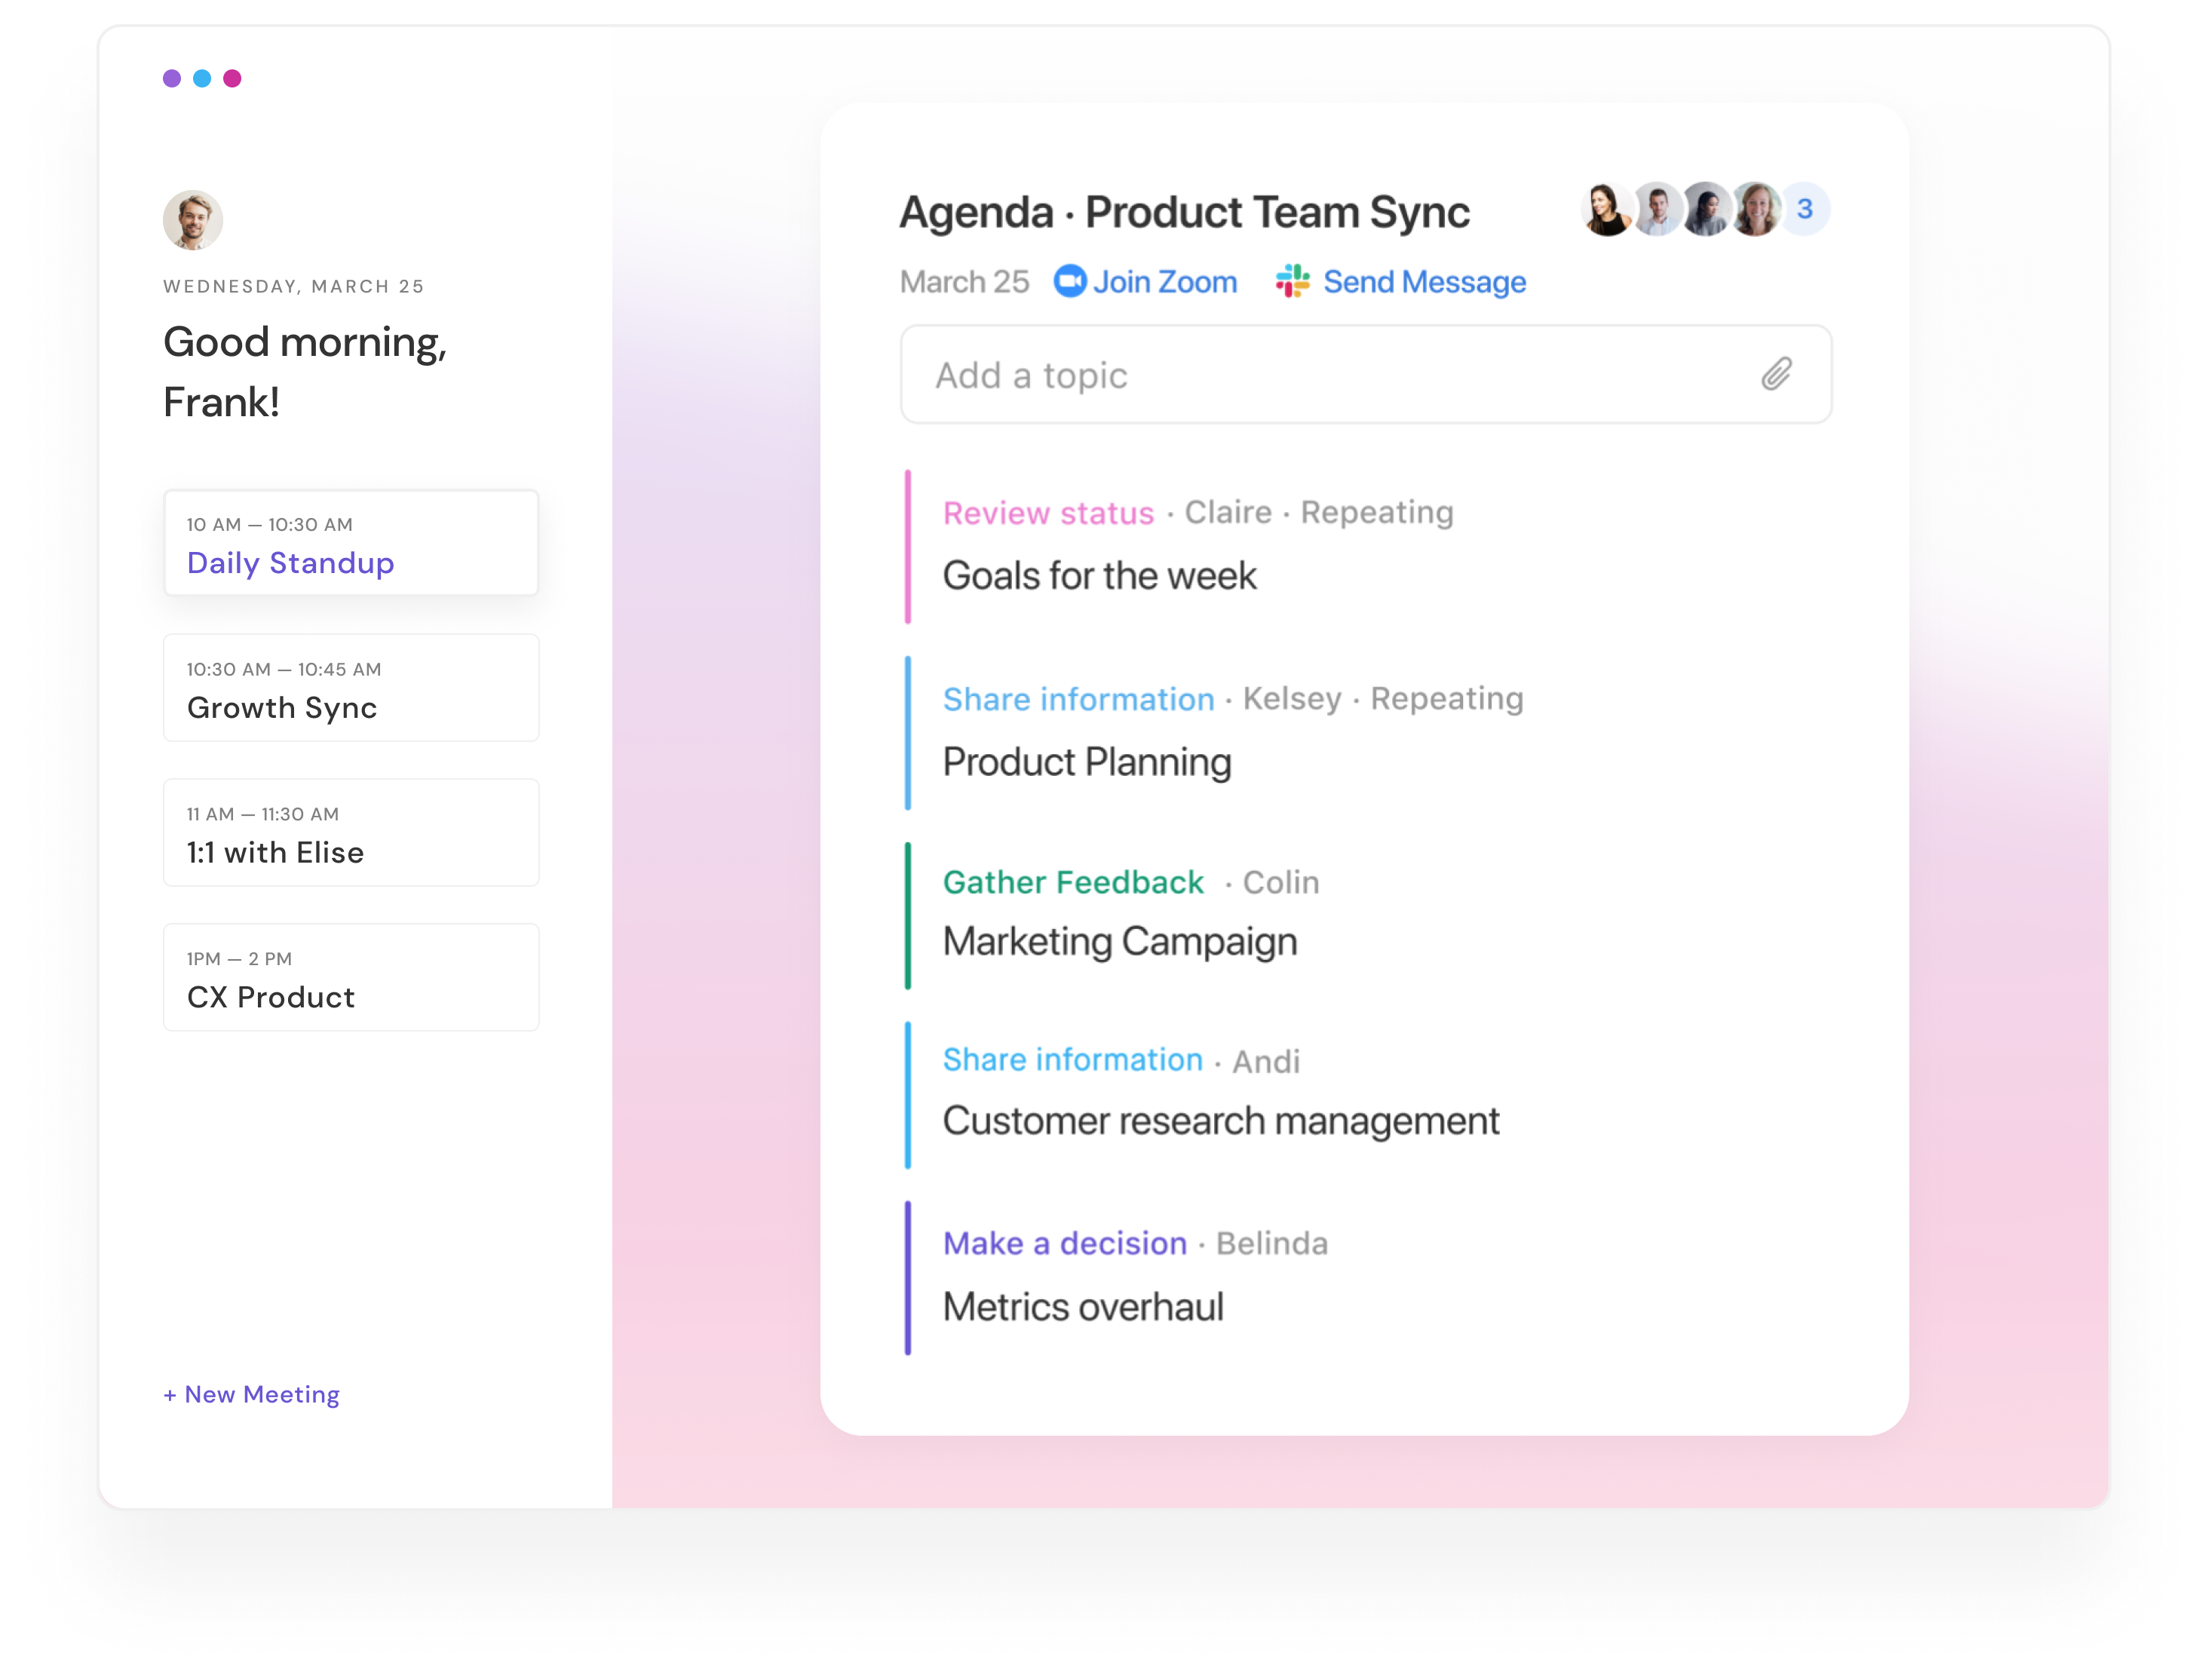 WEDNESDAY, MARCH 25
Good morning,
Frank!
10 AM — 10:30 AM
Daily Standup
10:30 AM — 10:45 AM
Growth Sync
11 AM — 11:30 AM
1:1 with Elise
1PM — 2 PM
CX Product
+ New Meeting
Agenda · Product Team Sync
3
March 25 Join Zoom Send Message
Add a topic
Review status · Claire · Repeating
Goals for the week
Share information · Kelsey · Repeating
Product Planning
Gather Feedback · Colin
Marketing Campaign
Share information · Andi
Customer research management
Make a decision · Belinda
Metrics overhaul